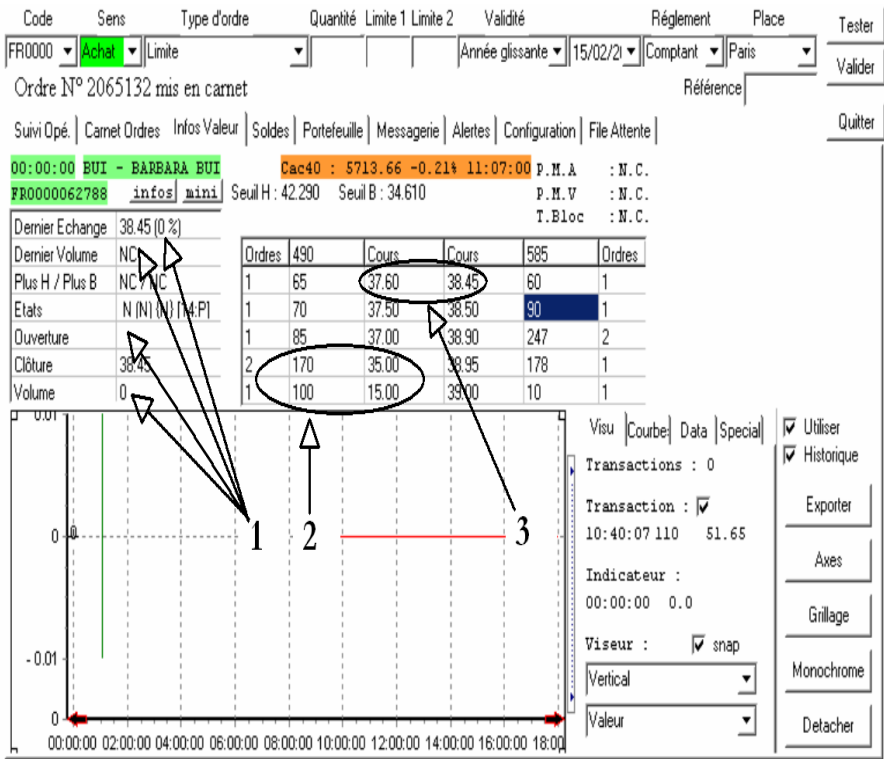 Code Sens Type d'ordre Quantité Limite 1 Limite 2 Validité Réglement Place
FR0000 Achat Limite Année glissante 15/02/2 Comptant Paris
Tester
Valider
Quitter
Ordre Nº 2065132 mis en carnet
Référence
Suivi Opé. Carnet Ordres Infos Valeur Soldes Portefeuille Messagerie Alertes Configuration File Attente
00:00:00 BUI - BARBARA BUI Cac40 : 5713.66 -0.21% 11:07:00 P.M.A : N.C.
FR0000062788 infos mini Seuil H : 42.290 Seuil B : 34.610 P.M.V : N.C.
T.Bloc : N.C.
Dernier Echange 38.45 (0 %)
Dernier Volume NC
Plus H / Plus B NC / NC
Etats N (N) {N} [14:P]
Ouverture
Clôture 38.45
Volume 0
Ordres 490 Cours Cours 585 Ordres
1 65 37.60 38.45 60 1
1 70 37.50 38.50 90 1
1 85 37.00 38.90 247 2
2 170 35.00 38.95 178 1
1 100 15.00 39.00 10 1
1 2 3
0.01
0 0
- 0.01
0
00:00:00 02:00:00 04:00:00 06:00:00 08:00:00 10:00:00 12:00:00 14:00:00 16:00:00 18:00
Visu Courbe: Data Special
Transactions : 0
Transaction :
10:40:07 110 51.65
Indicateur :
00:00:00 0.0
Viseur : snap
Vertical
Valeur
Utiliser
Historique
Exporter
Axes
Grillage
Monochrome
Detacher